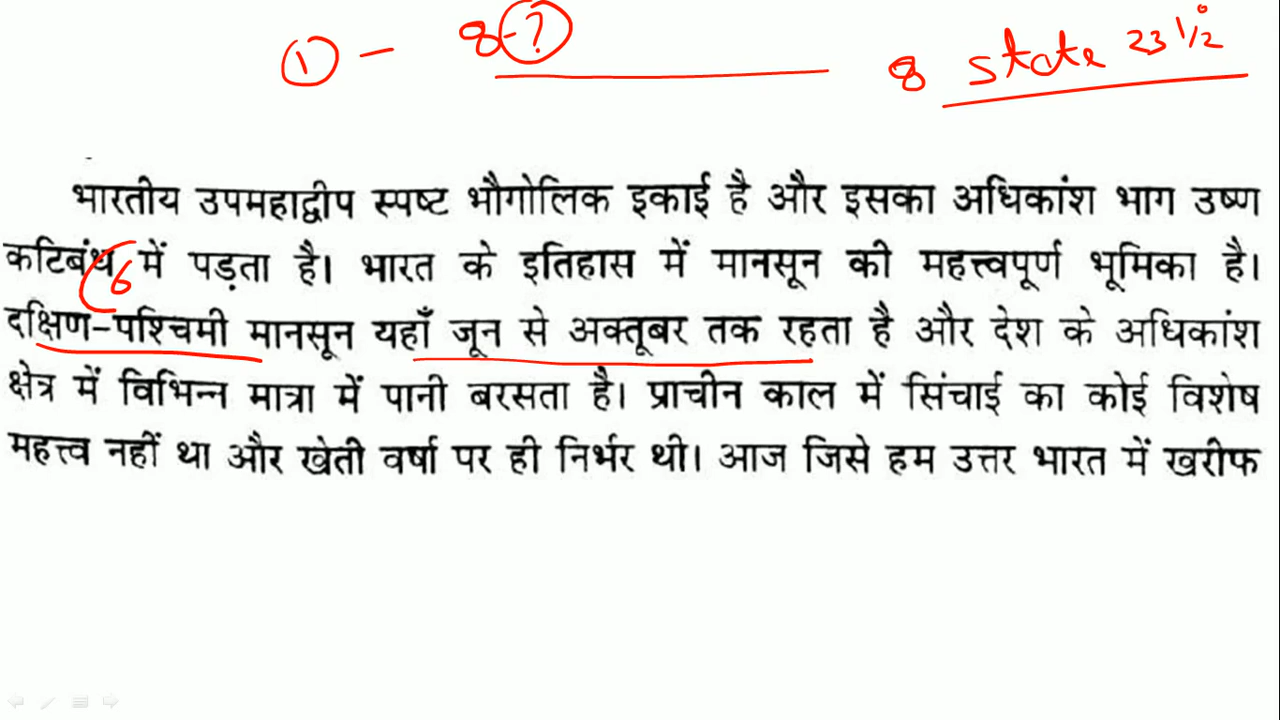 ① – 8-?
8 state 23 1/2°
भारतीय उपमहाद्वीप स्पष्ट भौगोलिक इकाई है और इसका अधिकांश भाग उष्ण
कटिबंध में पड़ता है। भारत के इतिहास में मानसून की महत्त्वपूर्ण भूमिका है।
6
दक्षिण-पश्चिमी मानसून यहाँ जून से अक्तूबर तक रहता है और देश के अधिकांश
क्षेत्र में विभिन्न मात्रा में पानी बरसता है। प्राचीन काल में सिंचाई का कोई विशेष
महत्त्व नहीं था और खेती वर्षा पर ही निर्भर थी। आज जिसे हम उत्तर भारत में खरीफ